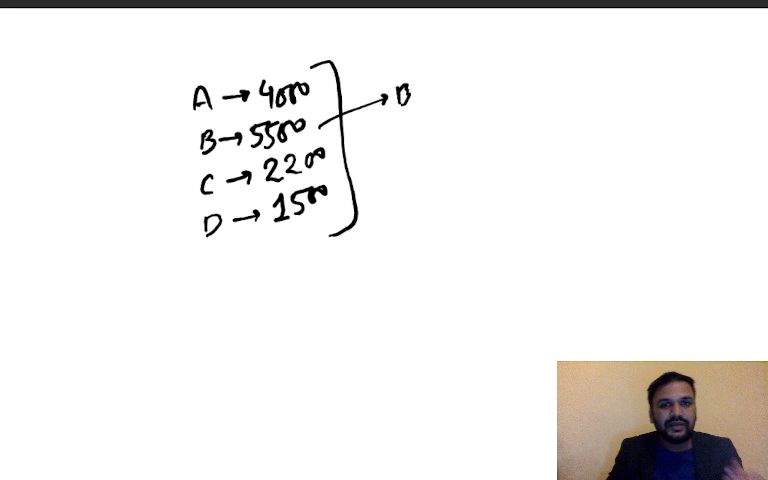 A → 4000
B → 5500 → B
C → 2200
D → 1500